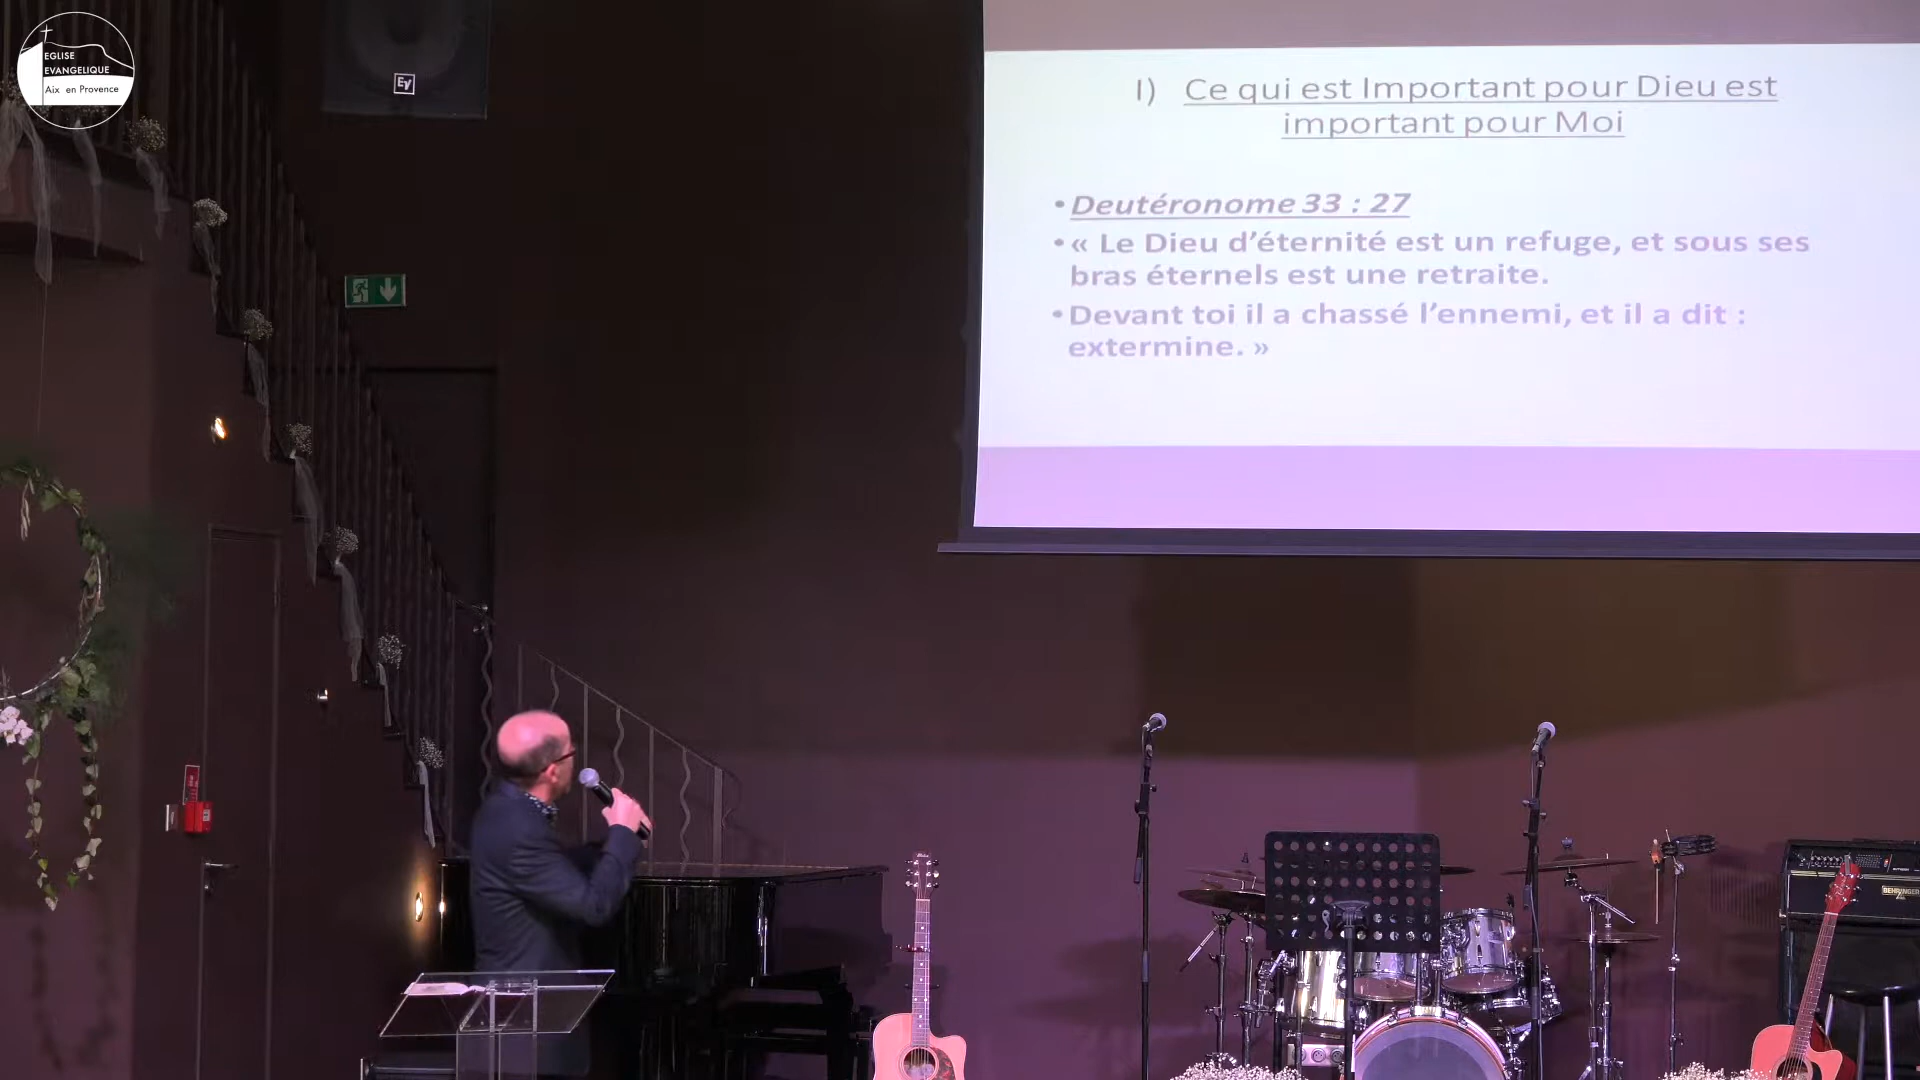 EGLISE
EVANGELIQUE
Aix en Provence
EV
I) Ce qui est Important pour Dieu est
important pour Moi
• Deutéronome 33 : 27
• « Le Dieu d’éternité est un refuge, et sous ses
bras éternels est une retraite.
• Devant toi il a chassé l’ennemi, et il a dit :
extermine. »
BEHRINGER